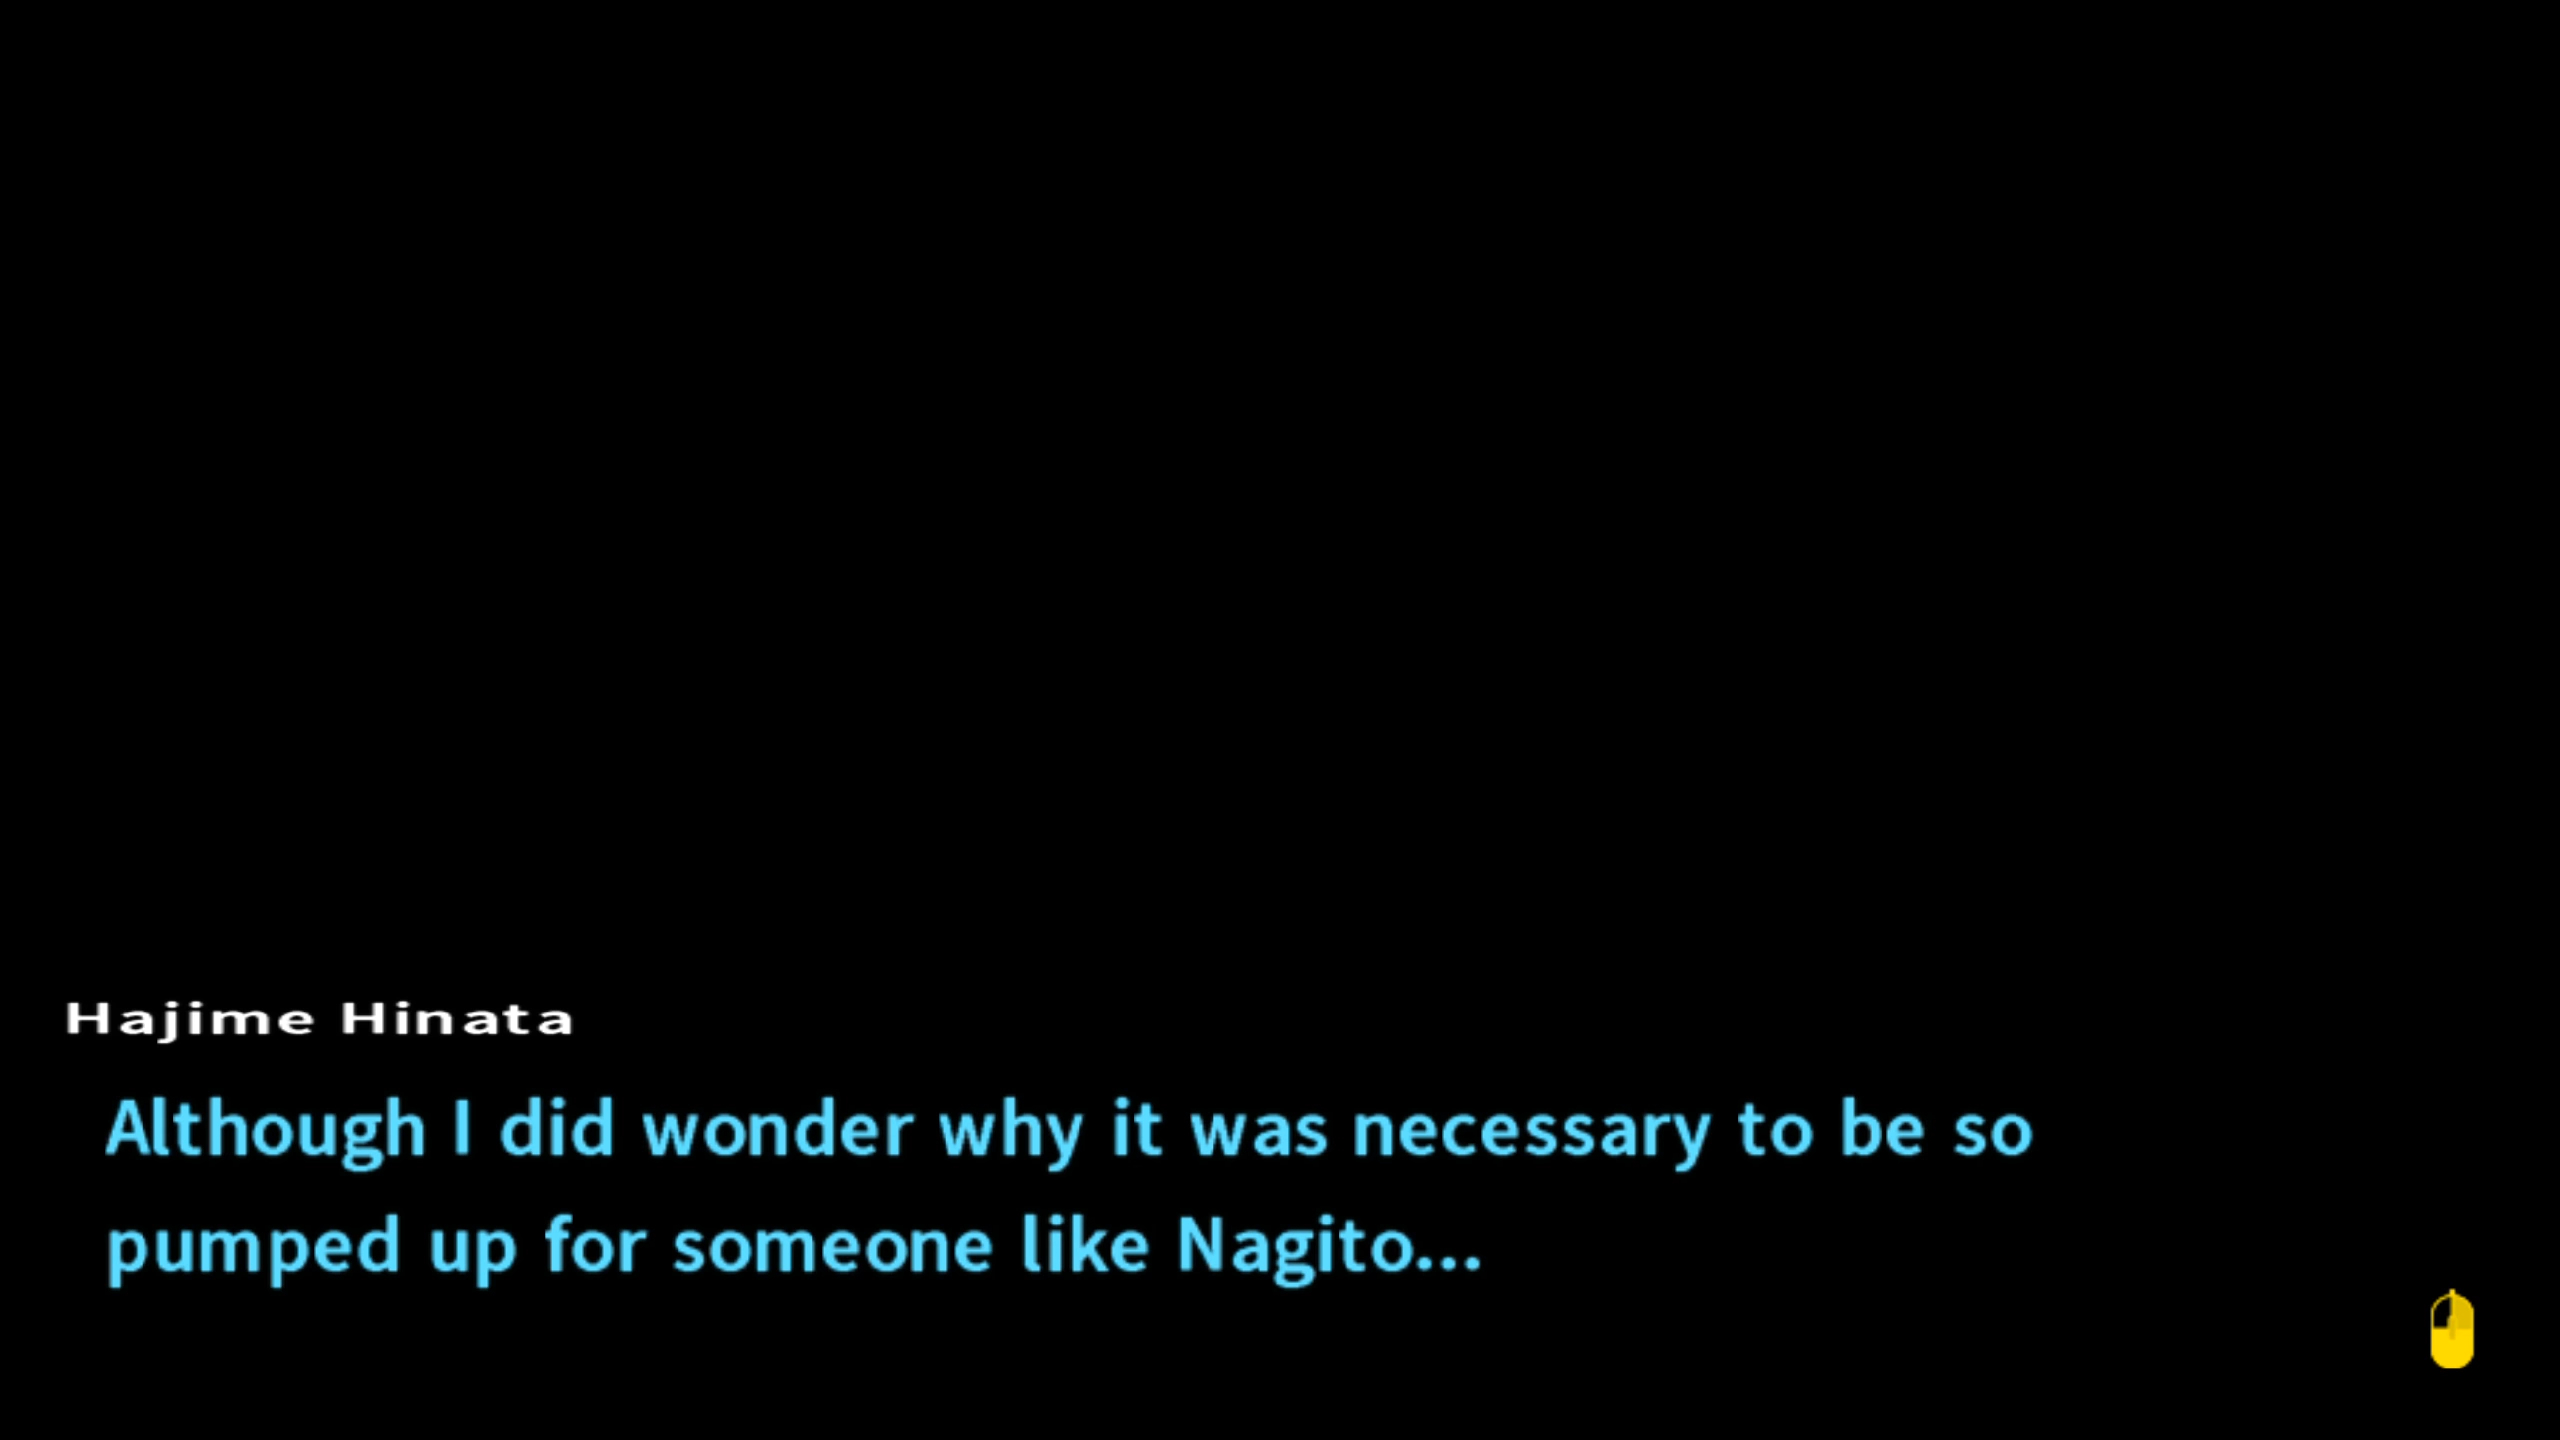 Hajime Hinata
Although I did wonder why it was necessary to be so
pumped up for someone like Nagito...